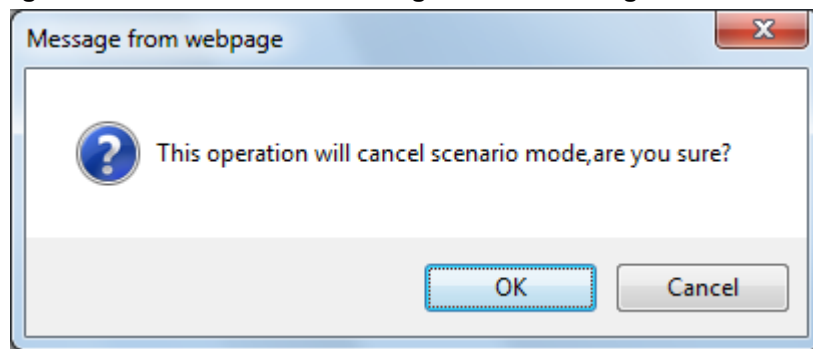 Message from webpage
This operation will cancel scenario mode,are you sure?
OK
Cancel